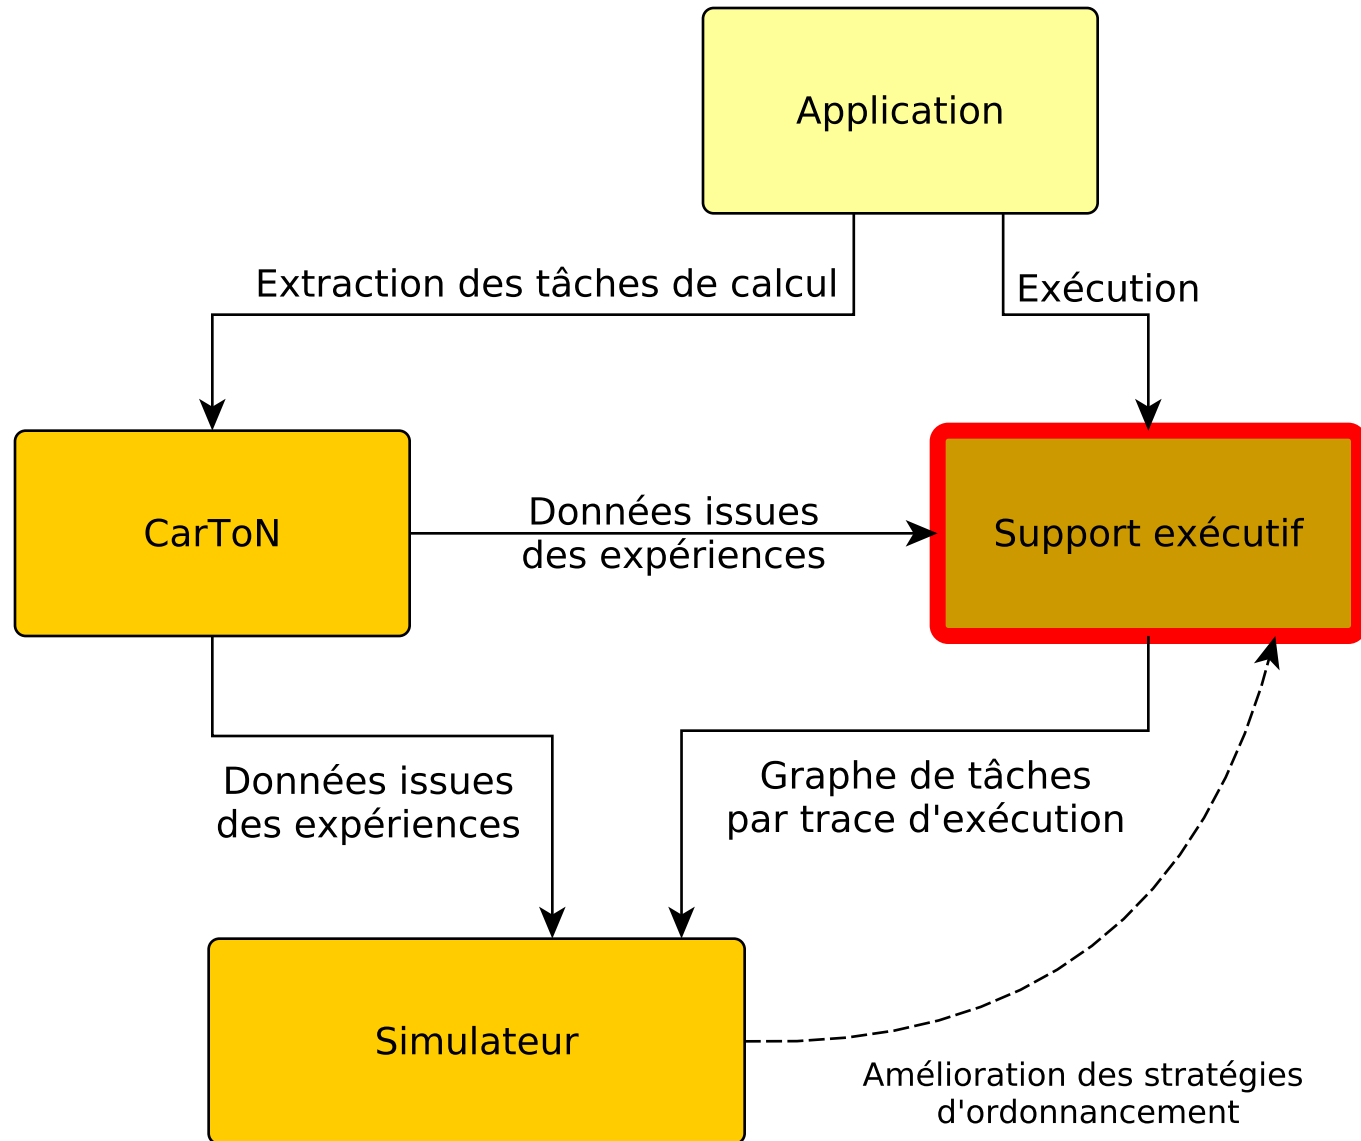 Application
Extraction des tâches de calcul
Exécution
CarToN
Données issues
des expériences
Support exécutif
Données issues
des expériences
Graphe de tâches
par trace d'exécution
Simulateur
Amélioration des stratégies
d'ordonnancement